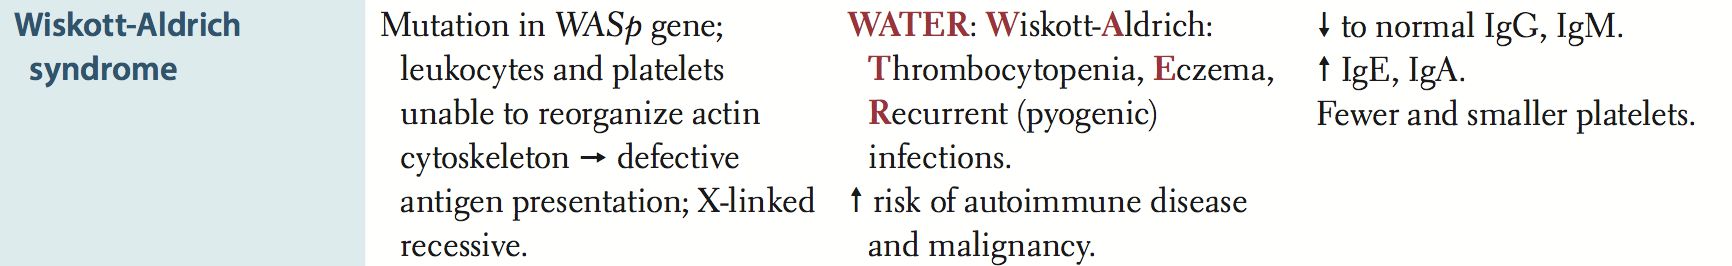 Wiskott-Aldrich
syndrome
Mutation in WASp gene;
leukocytes and platelets
unable to reorganize actin
cytoskeleton → defective
antigen presentation; X-linked
recessive.
WATER: Wiskott-Aldrich:
Thrombocytopenia, Eczema,
Recurrent (pyogenic)
infections.
↑ risk of autoimmune disease
and malignancy.
↓ to normal IgG, IgM.
↑ IgE, IgA.
Fewer and smaller platelets.